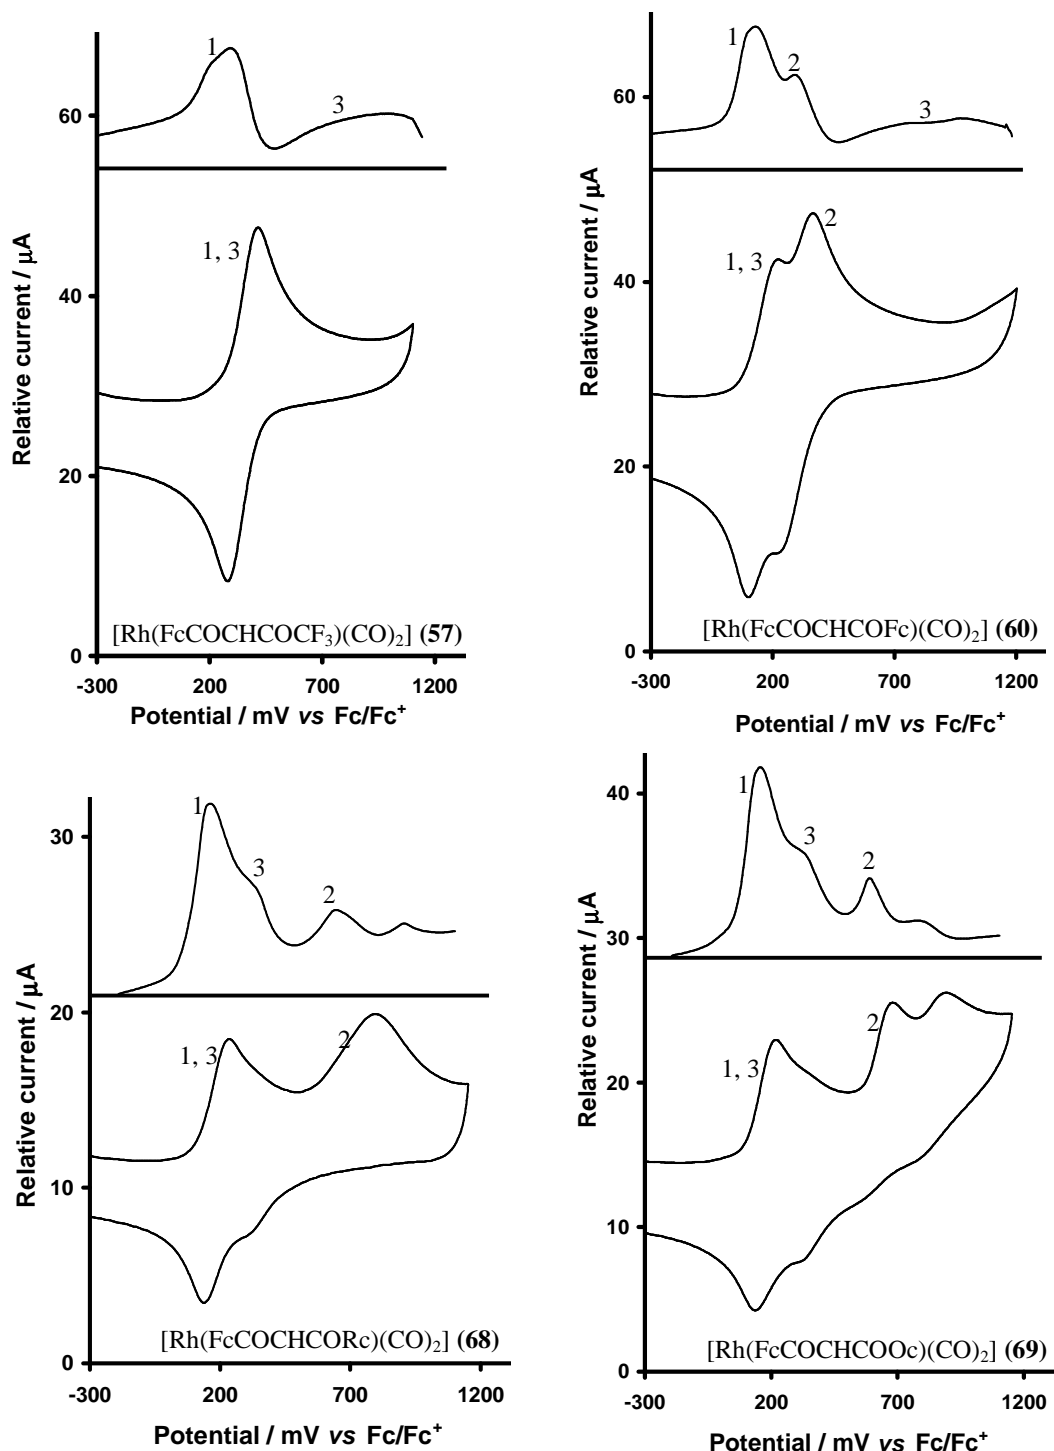 1
3
60
40
20
0
1, 3
Relative current / µA
[Rh(FcCOCHCOCF3)(CO)2] (57)
-300 200 700 1200
Potential / mV vs Fc/Fc+
1
2
3
60
40
20
0
1, 3
2
Relative current / µA
[Rh(FcCOCHCOFc)(CO)2] (60)
-300 200 700 1200
Potential / mV vs Fc/Fc+
1
3
2
30
20
10
0
1, 3
2
Relative current / µA
[Rh(FcCOCHCORc)(CO)2] (68)
-300 200 700 1200
Potential / mV vs Fc/Fc+
1
3
2
40
30
20
10
0
1, 3
2
Relative current / µA
[Rh(FcCOCHCOOc)(CO)2] (69)
-300 200 700 1200
Potential / mV vs Fc/Fc+